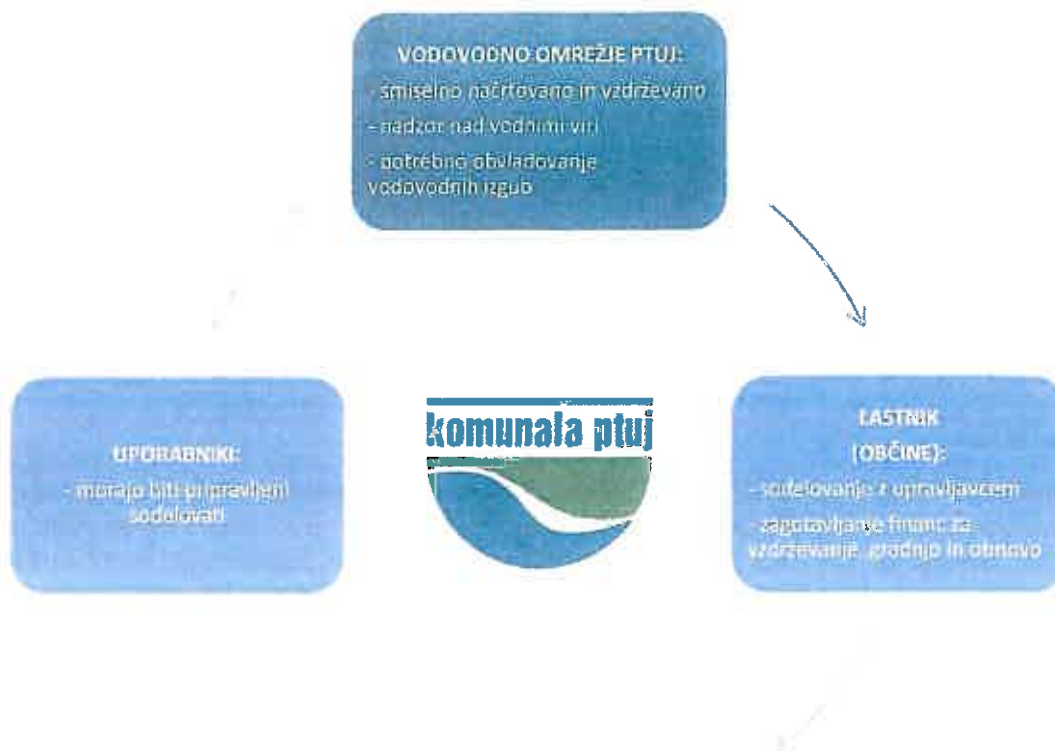 VODOVODNO OMREŽJE PTUJ:
- smiselno načrtovano in vzdrževano
- nadzor nad vodnimi viri
- potrebno obvladovanje
vodovodnih izgub
UPORABNIKI:
- morajo biti pripravljeni
sodelovati
komunala ptuj
LASTNIK
(OBČINE):
- sodelovanje z upravljavcem
- zagotavljanje financ za
vzdrževanje, gradnjo in obnovo